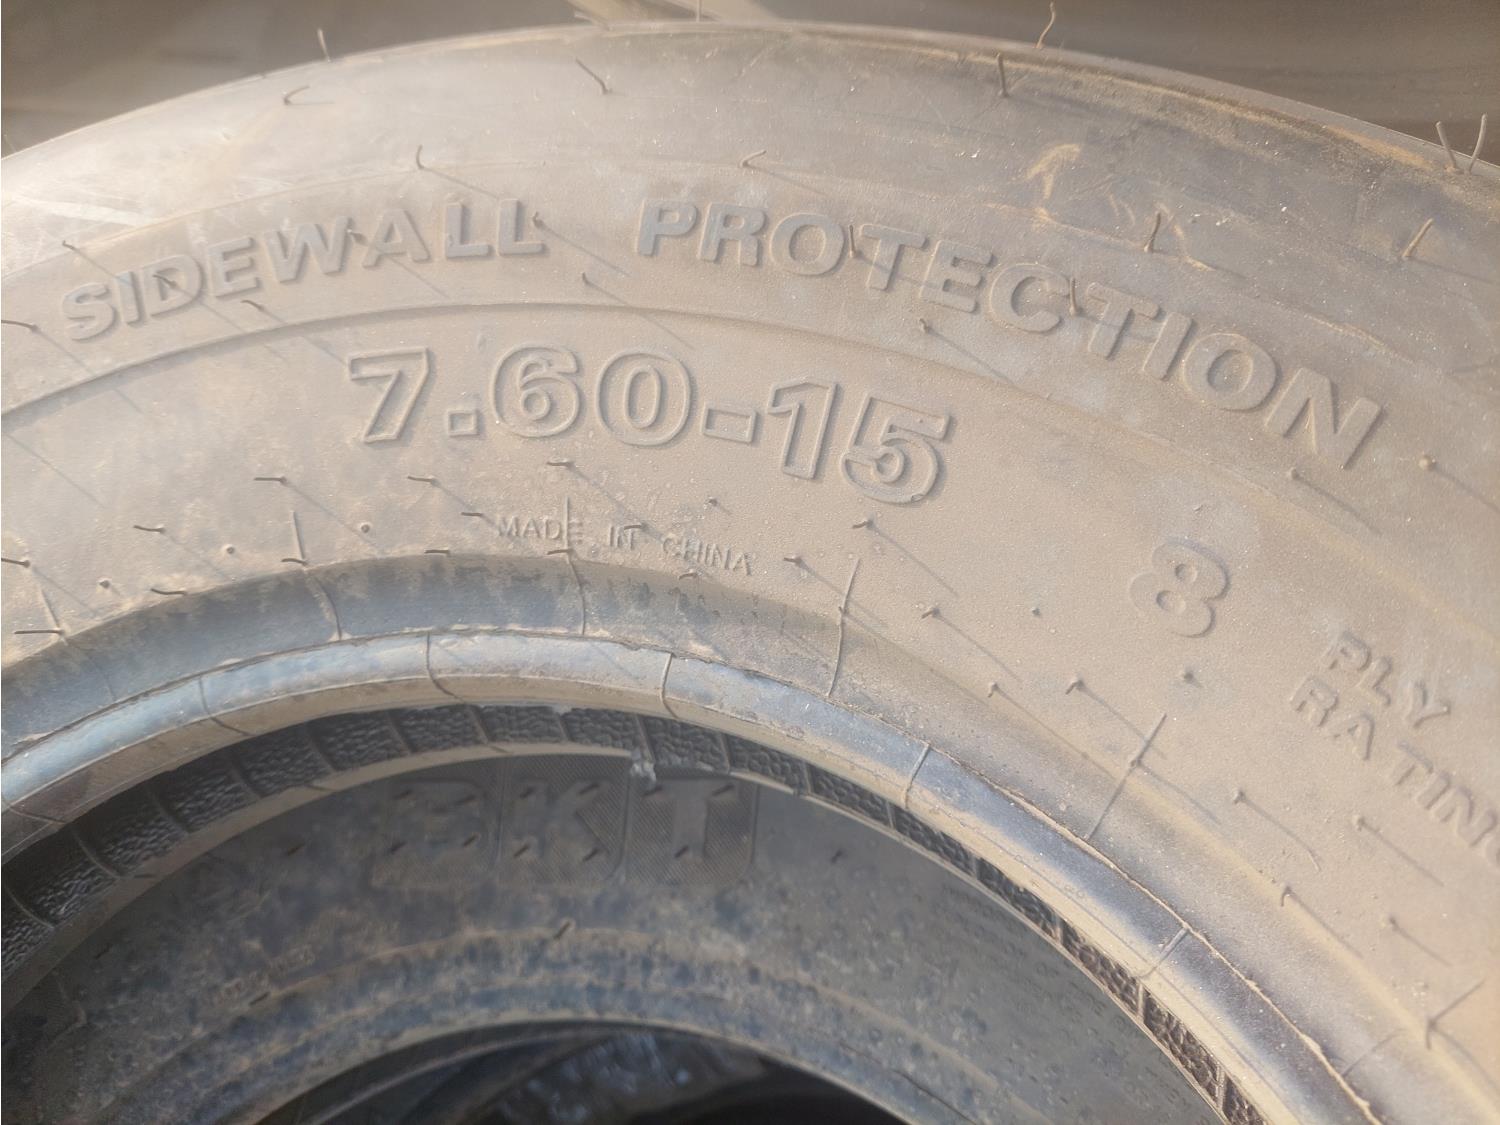 SIDEWALL PROTECTION
7.60-15
MADE IN CHINA
8
PLY
RATING
BKT